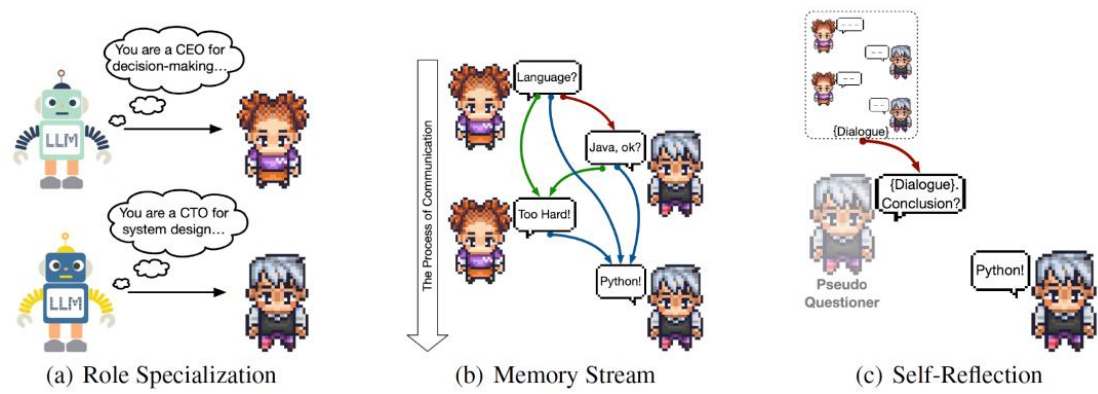 You are a CEO for
decision-making...
LLM
You are a CTO for
system design...
LLM
(a) Role Specialization
The Process of Communication
Language?
Java, ok?
Too Hard!
Python!
(b) Memory Stream
{Dialogue}
{Dialogue}.
Conclusion?
Pseudo
Questioner
Python!
(c) Self-Reflection